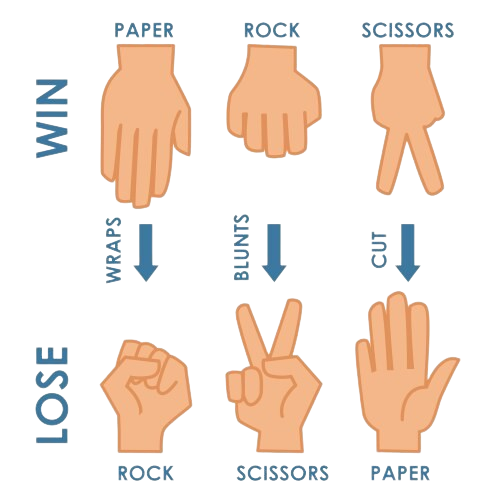 PAPER ROCK SCISSORS
WIN
WRAPS BLUNTS CUT
LOSE
ROCK SCISSORS PAPER